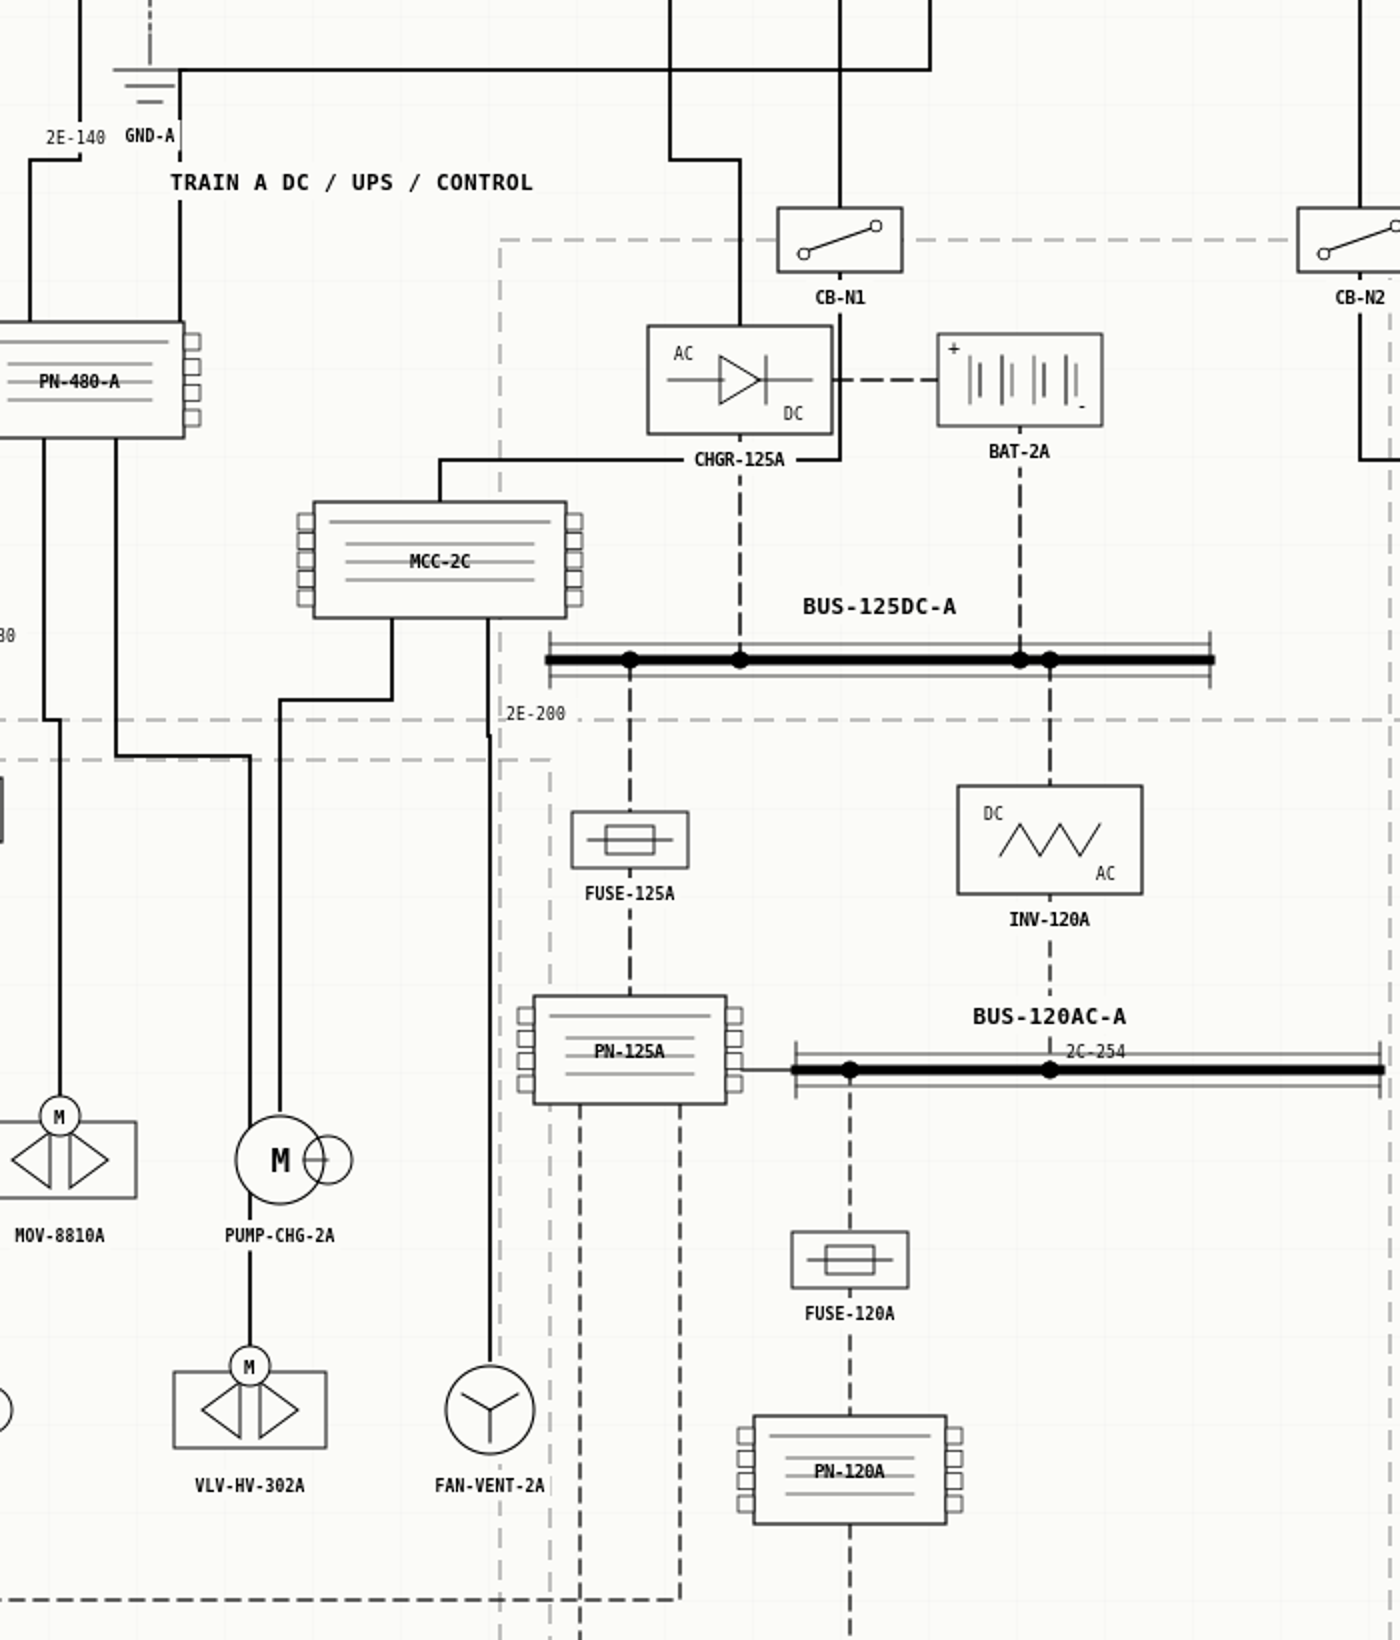 2E-140
GND-A
TRAIN A DC / UPS / CONTROL
CB-N1
CB-N2
AC
DC
+
-
PN-480-A
BAT-2A
CHGR-125A
MCC-2C
BUS-125DC-A
2E-200
DC
AC
FUSE-125A
INV-120A
BUS-120AC-A
PN-125A
2C-254
M
M
MOV-8810A
PUMP-CHG-2A
FUSE-120A
M
PN-120A
VLV-HV-302A
FAN-VENT-2A